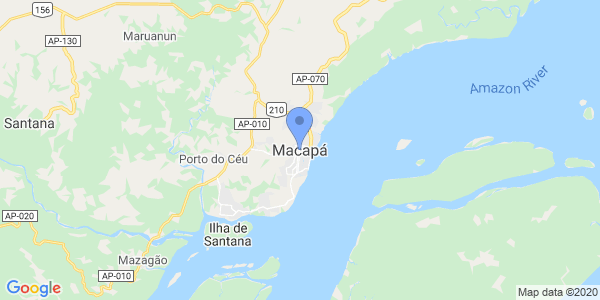 156
Maruanun
AP-130
AP-070
Amazon River
210
Santana
AP-010
Macapá
Porto do Céu
AP-020
Ilha de
Santana
Mazagão
AP-010
Google
Map data ©2020